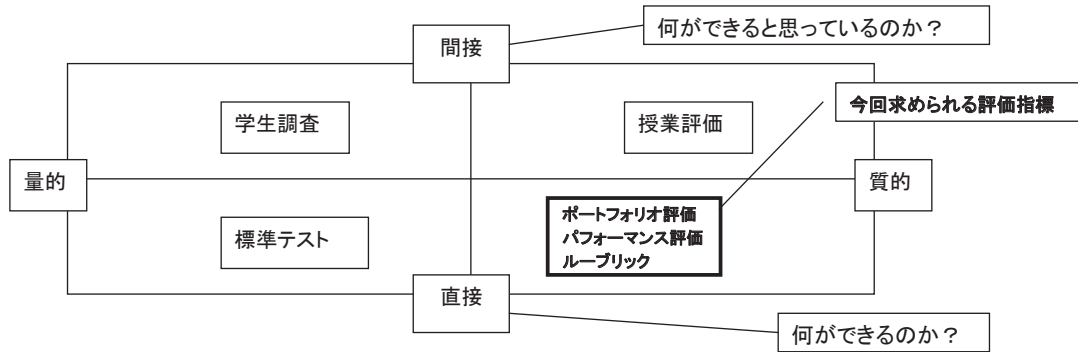 何ができると思っているのか？
間接
今回求められる評価指標
学生調査
授業評価
量的
質的
ポートフォリオ評価
パフォーマンス評価
ルーブリック
標準テスト
直接
何ができるのか？